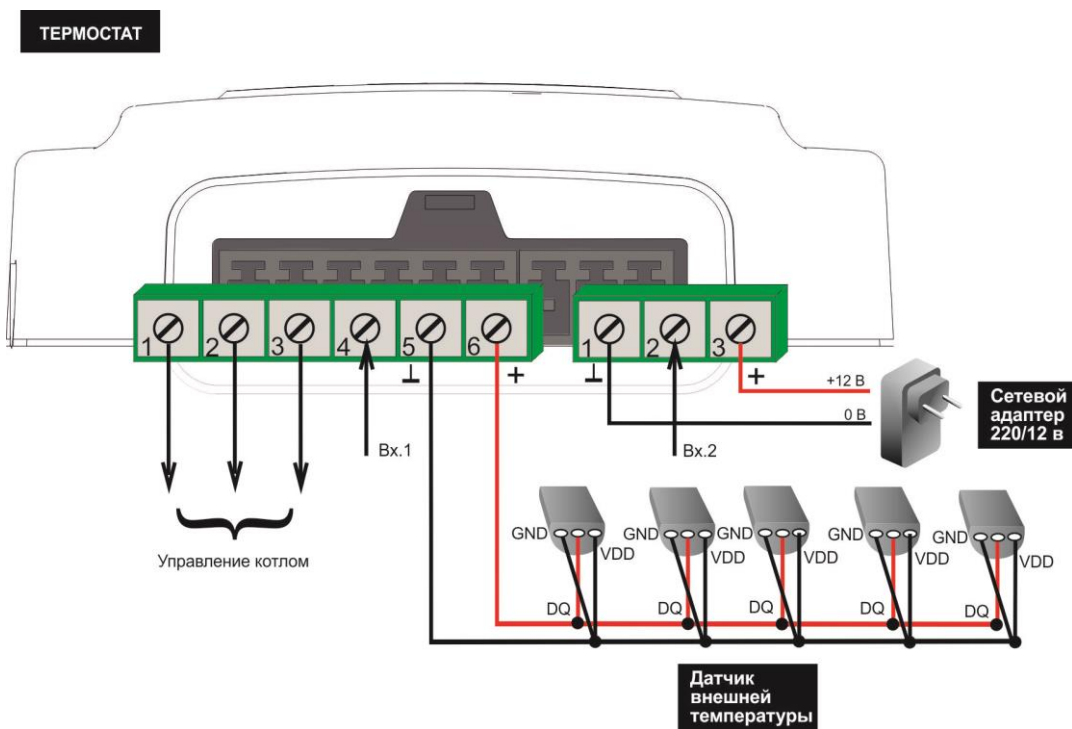 ТЕРМОСТАТ
1 2 3 4 5 6
⊥ +
1 2 3
⊥ +
+12 В
0 В
Сетевой
адаптер
220/12 в
Вх.1
Вх.2
Управление котлом
GND VDD
GND VDD
GND VDD
GND VDD
GND VDD
DQ DQ DQ DQ DQ
Датчик
внешней
температуры